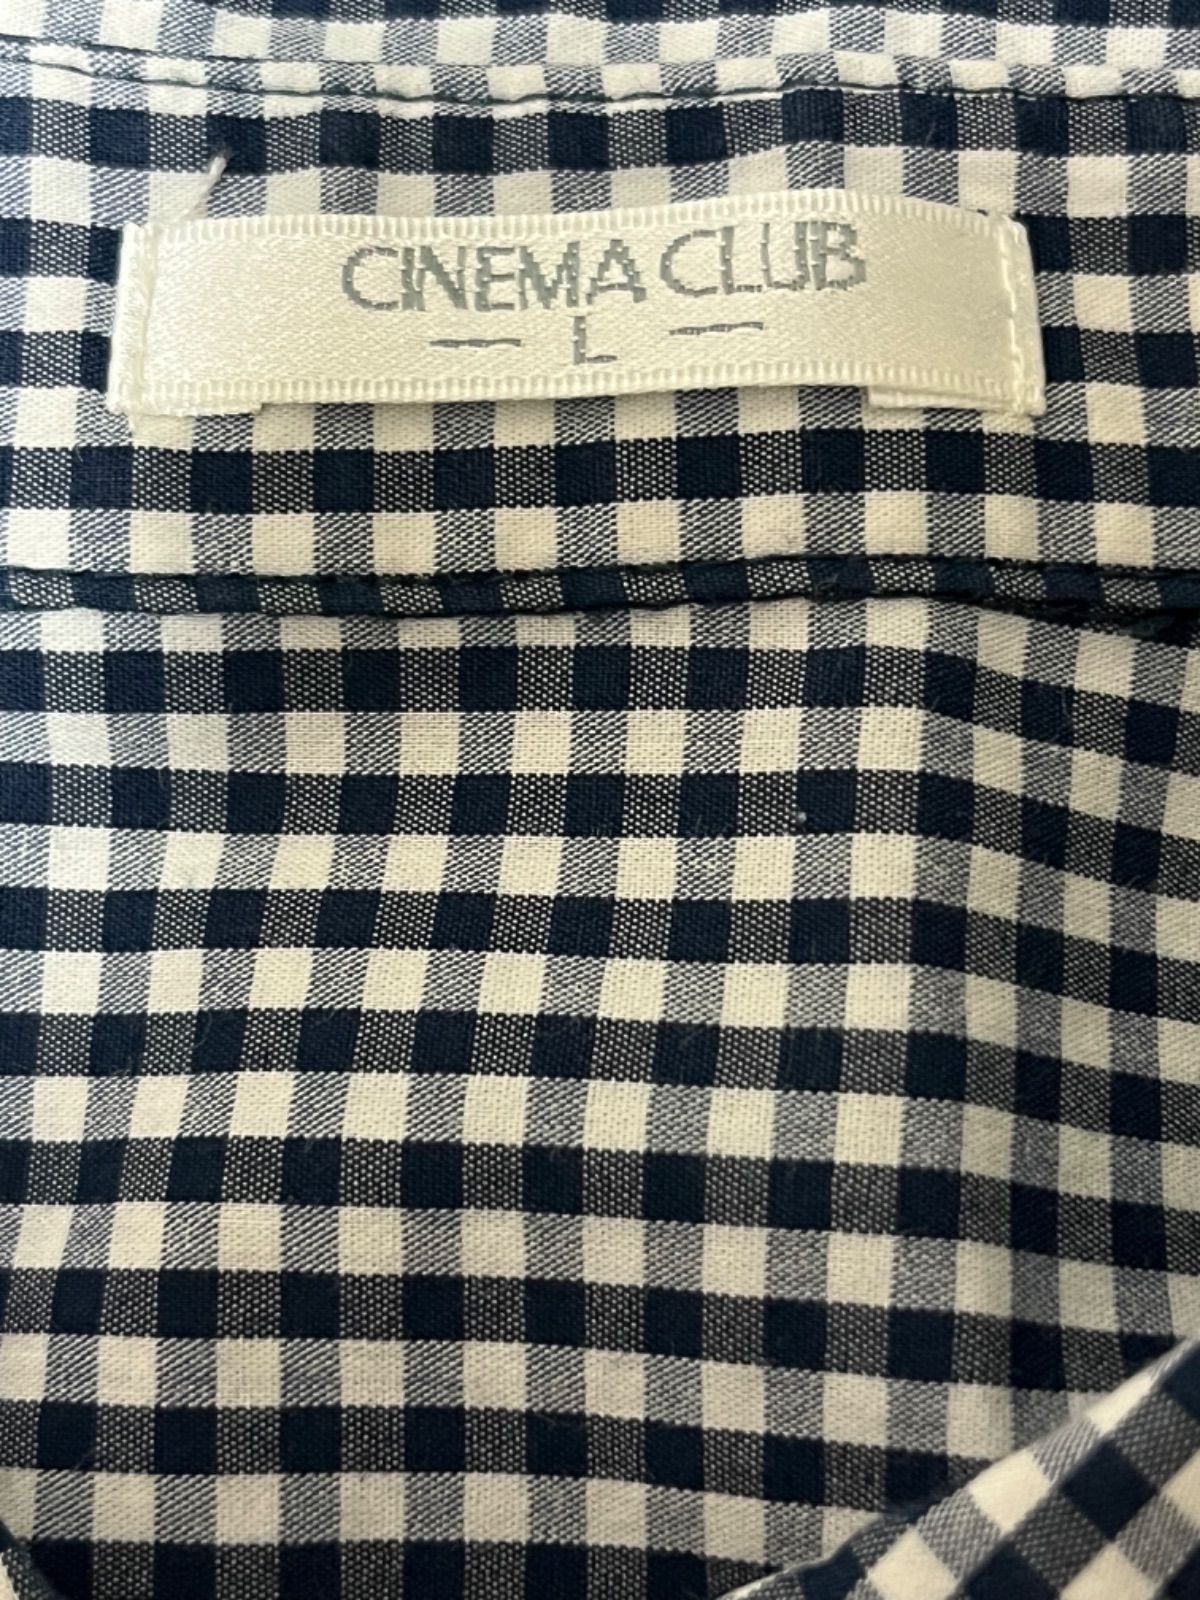 CINEMA CLUB
— L —